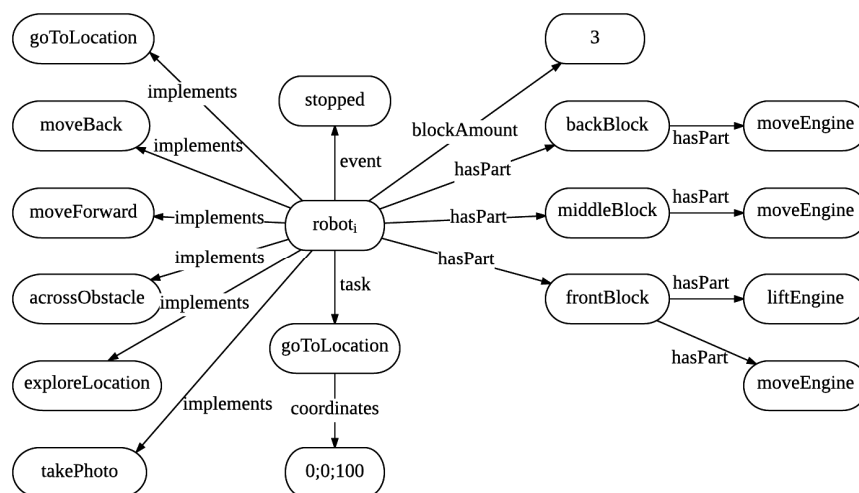 goToLocation
3
implements
stopped
moveBack
blockAmount
backBlock
moveEngine
implements
hasPart
event
hasPart
moveForward
implements
robotᵢ
hasPart
middleBlock
hasPart
moveEngine
implements
hasPart
acrossObstacle
implements
task
frontBlock
hasPart
liftEngine
goToLocation
hasPart
exploreLocation
moveEngine
implements
coordinates
takePhoto
0;0;100